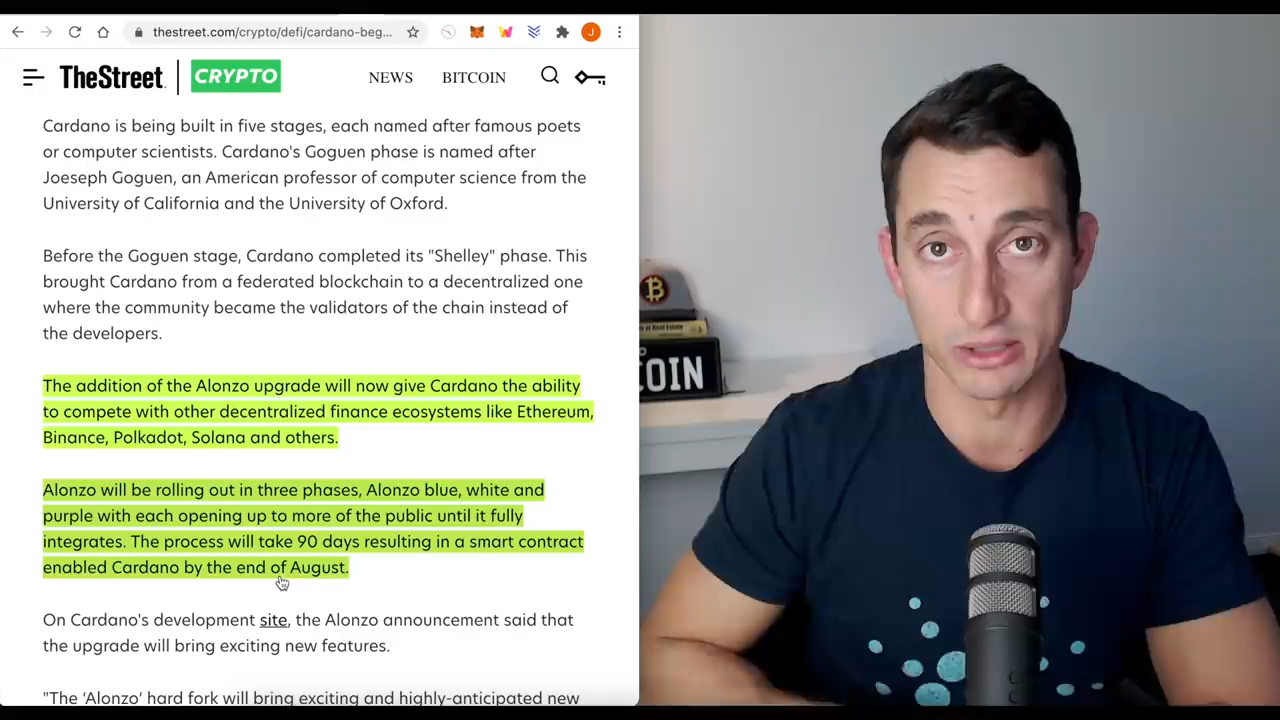 thestreet.com/crypto/defi/cardano-beg...
J
TheStreet
CRYPTO
NEWS
BITCOIN
Cardano is being built in five stages, each named after famous poets
or computer scientists. Cardano's Goguen phase is named after
Joeseph Goguen, an American professor of computer science from the
University of California and the University of Oxford.
Before the Goguen stage, Cardano completed its "Shelley" phase. This
brought Cardano from a federated blockchain to a decentralized one
where the community became the validators of the chain instead of
the developers.
The addition of the Alonzo upgrade will now give Cardano the ability
to compete with other decentralized finance ecosystems like Ethereum,
Binance, Polkadot, Solana and others.
Alonzo will be rolling out in three phases, Alonzo blue, white and
purple with each opening up to more of the public until it fully
integrates. The process will take 90 days resulting in a smart contract
enabled Cardano by the end of August.
On Cardano's development site, the Alonzo announcement said that
the upgrade will bring exciting new features.
"The ‘Alonzo’ hard fork will bring exciting and highly-anticipated new
Real Estate
OIN